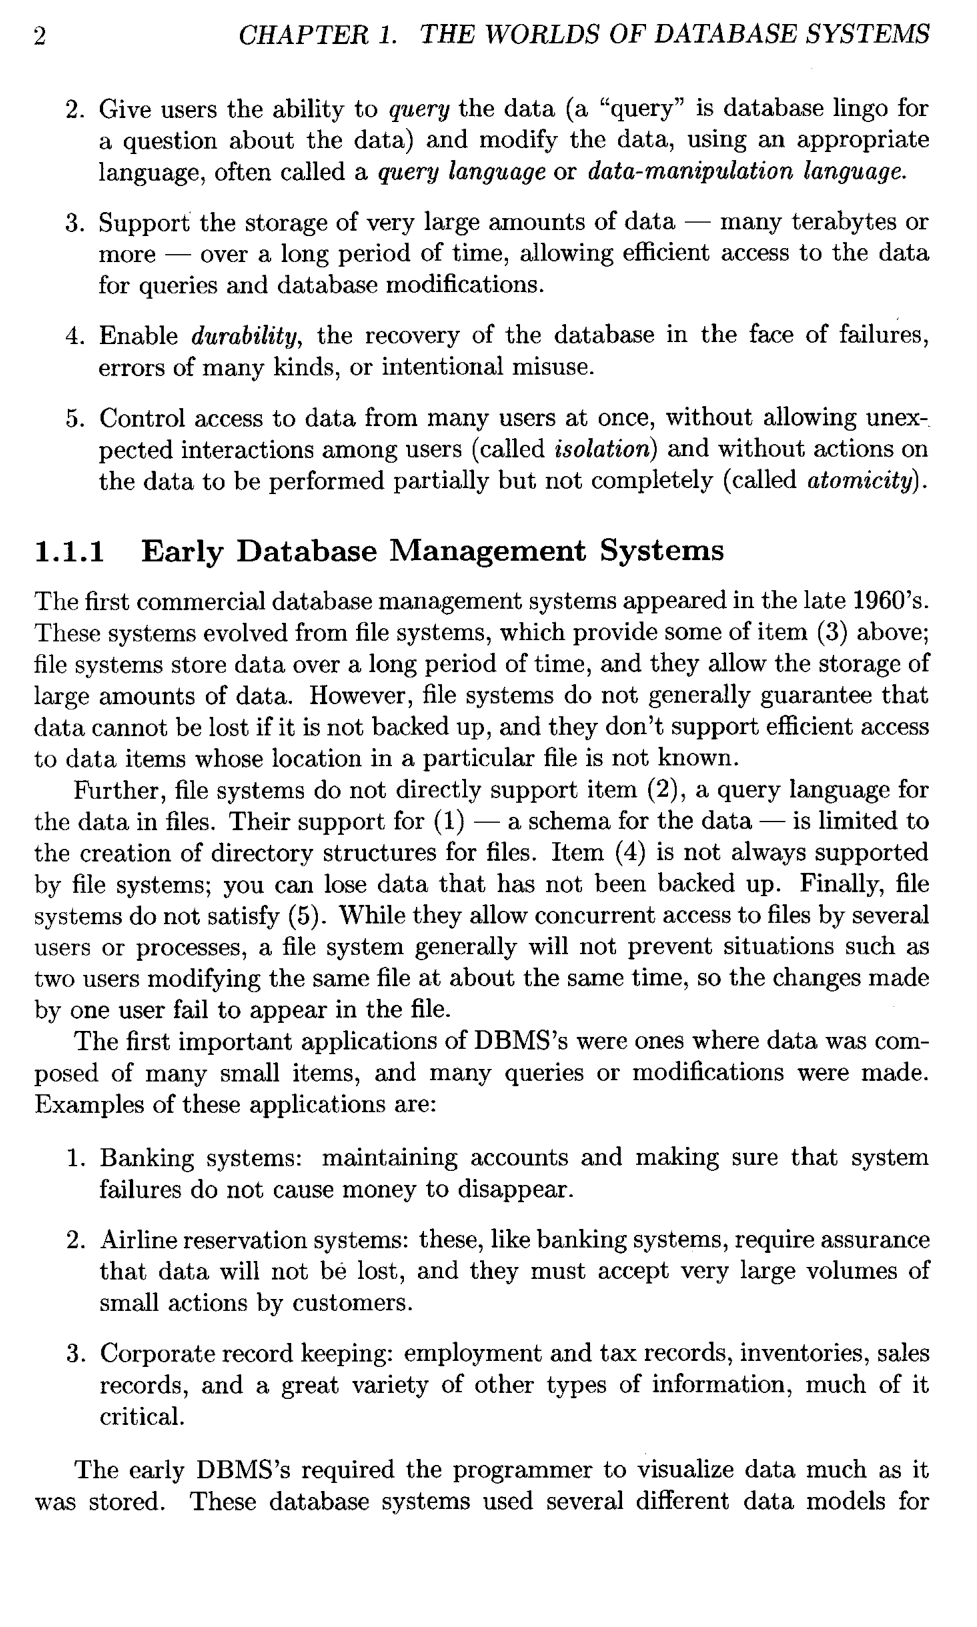 2 CHAPTER 1. THE WORLDS OF DATABASE SYSTEMS
2. Give users the ability to query the data (a “query” is database lingo for
a question about the data) and modify the data, using an appropriate
language, often called a query language or data-manipulation language.
3. Support the storage of very large amounts of data — many terabytes or
more — over a long period of time, allowing efficient access to the data
for queries and database modifications.
4. Enable durability, the recovery of the database in the face of failures,
errors of many kinds, or intentional misuse.
5. Control access to data from many users at once, without allowing unex-
pected interactions among users (called isolation) and without actions on
the data to be performed partially but not completely (called atomicity).
1.1.1 Early Database Management Systems
The first commercial database management systems appeared in the late 1960’s.
These systems evolved from file systems, which provide some of item (3) above;
file systems store data over a long period of time, and they allow the storage of
large amounts of data. However, file systems do not generally guarantee that
data cannot be lost if it is not backed up, and they don’t support efficient access
to data items whose location in a particular file is not known.
Further, file systems do not directly support item (2), a query language for
the data in files. Their support for (1) — a schema for the data — is limited to
the creation of directory structures for files. Item (4) is not always supported
by file systems; you can lose data that has not been backed up. Finally, file
systems do not satisfy (5). While they allow concurrent access to files by several
users or processes, a file system generally will not prevent situations such as
two users modifying the same file at about the same time, so the changes made
by one user fail to appear in the file.
The first important applications of DBMS’s were ones where data was com-
posed of many small items, and many queries or modifications were made.
Examples of these applications are:
1. Banking systems: maintaining accounts and making sure that system
failures do not cause money to disappear.
2. Airline reservation systems: these, like banking systems, require assurance
that data will not be lost, and they must accept very large volumes of
small actions by customers.
3. Corporate record keeping: employment and tax records, inventories, sales
records, and a great variety of other types of information, much of it
critical.
The early DBMS’s required the programmer to visualize data much as it
was stored. These database systems used several different data models for